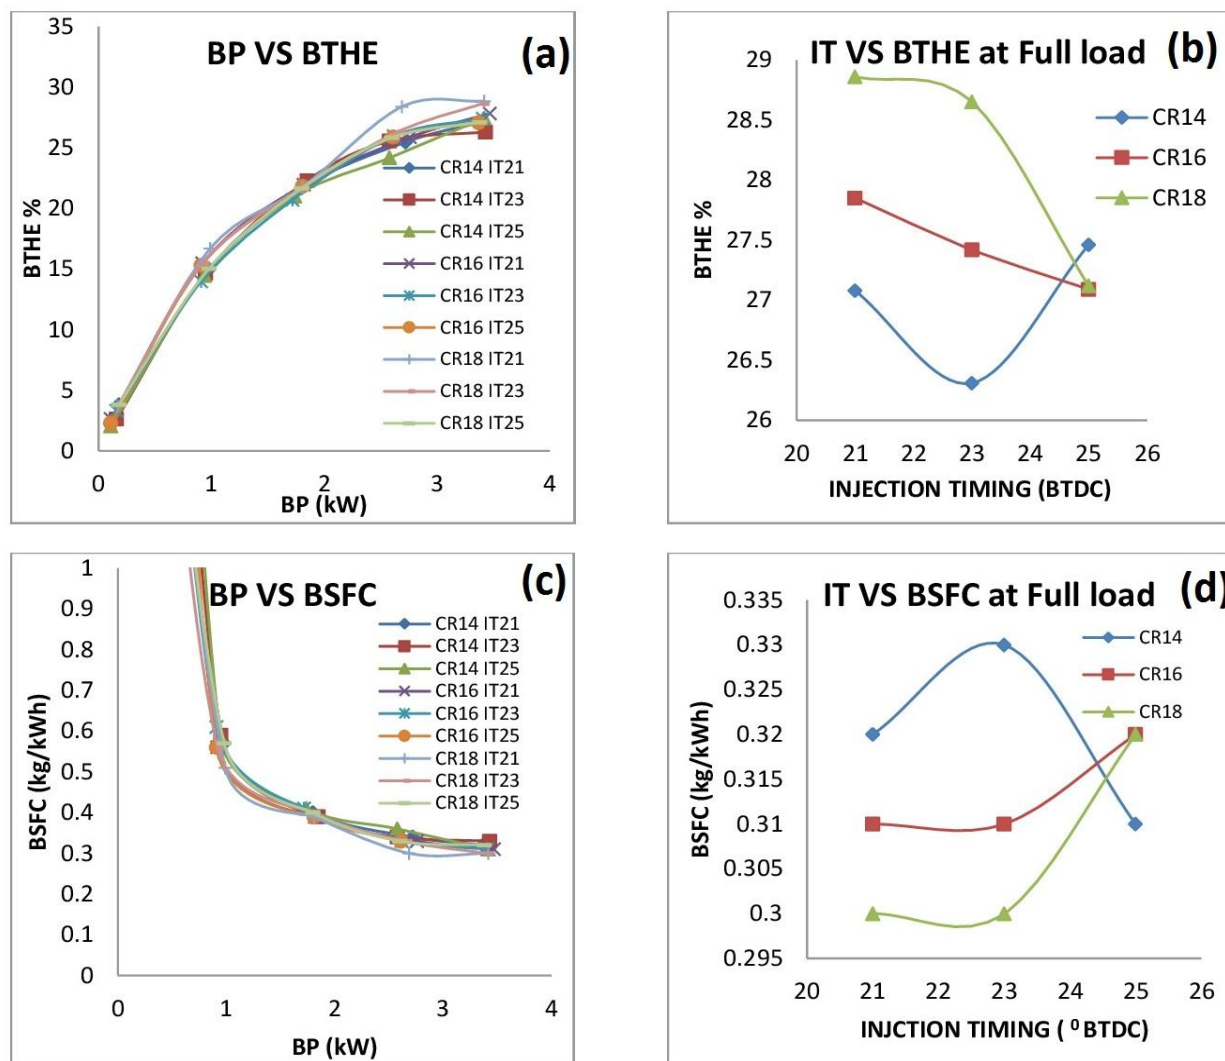 BP VS BTHE
(a)
35
30
25
20
15
10
5
0
BTHE %
CR14 IT21
CR14 IT23
CR14 IT25
CR16 IT21
CR16 IT23
CR16 IT25
CR18 IT21
CR18 IT23
CR18 IT25
0 1 2 3 4
BP (kW)
IT VS BTHE at Full load
(b)
29
28.5
28
27.5
27
26.5
26
BTHE %
CR14
CR16
CR18
20 21 22 23 24 25 26
INJECTION TIMING (BTDC)
BP VS BSFC
(c)
1
0.9
0.8
0.7
0.6
0.5
0.4
0.3
0.2
0.1
0
BSFC (kg/kWh)
CR14 IT21
CR14 IT23
CR14 IT25
CR16 IT21
CR16 IT23
CR16 IT25
CR18 IT21
CR18 IT23
CR18 IT25
0 1 2 3 4
BP (kW)
IT VS BSFC at Full load
(d)
0.335
0.33
0.325
0.32
0.315
0.31
0.305
0.3
0.295
BSFC (kg/kWh)
CR14
CR16
CR18
20 21 22 23 24 25 26
INJCTION TIMING ( ⁰ BTDC)